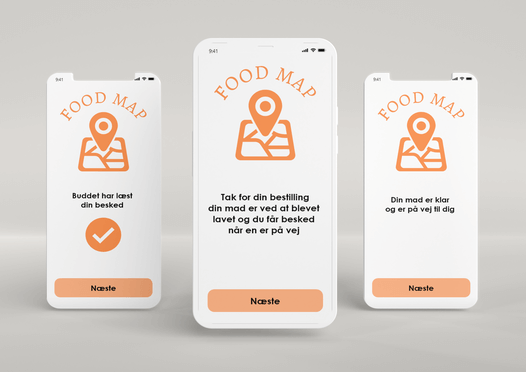 9:41
FOOD MAP
Buddet har læst
din besked
Næste
9:41
FOOD MAP
Tak for din bestilling
din mad er ved at blevet
lavet og du får besked
når en er på vej
Næste
9:41
FOOD MAP
Din mad er klar
og er på vej til dig
Næste